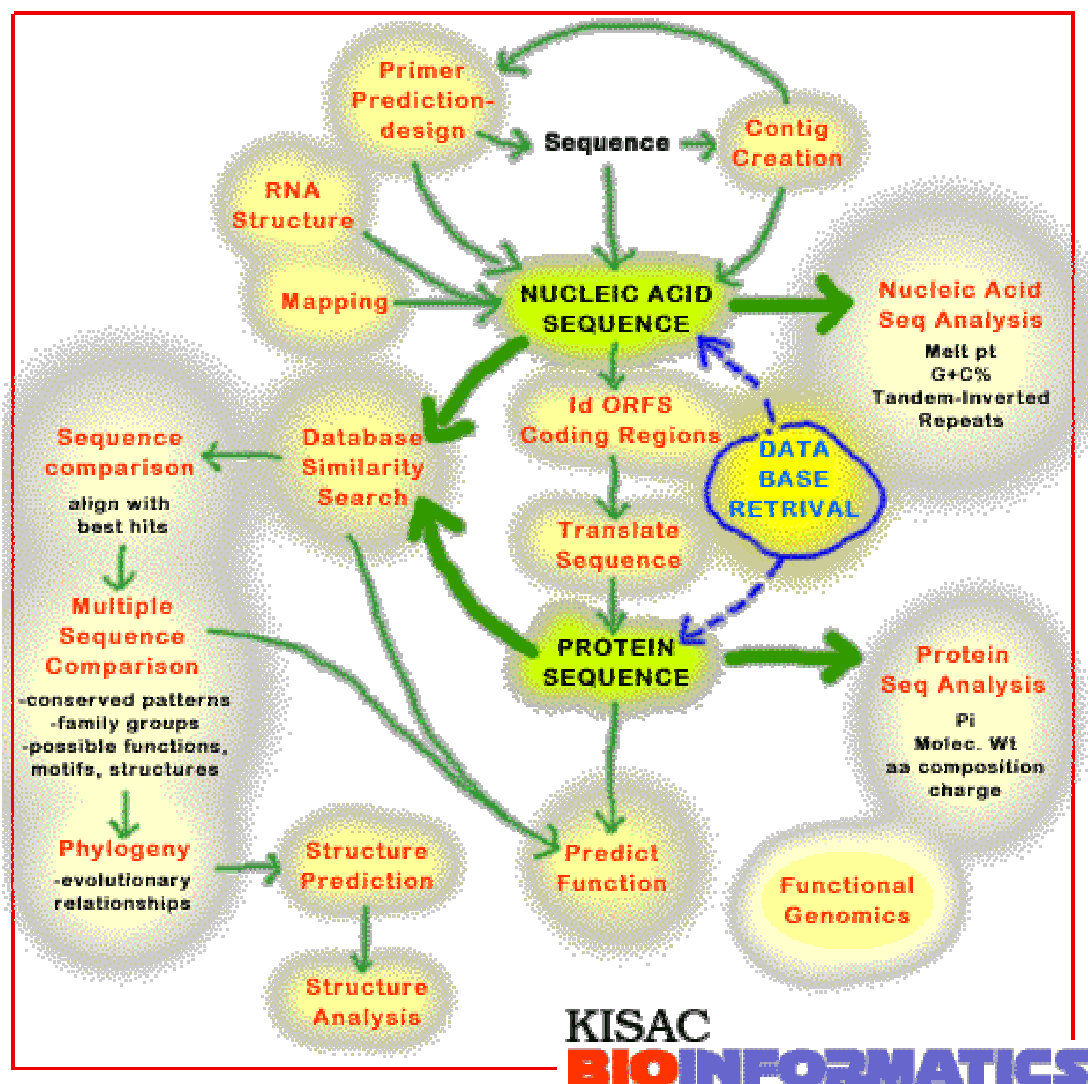 Primer
Prediction-
design
Sequence
Contig
Creation
RNA
Structure
Mapping
NUCLEIC ACID
SEQUENCE
Nucleic Acid
Seq Analysis
Melt pt
G+C%
Tandem-Inverted
Repeats
Id ORFS
Coding Regions
DATA
BASE
RETRIVAL
Database
Similarity
Search
Sequence
comparison
align with
best hits
Translate
Sequence
Multiple
Sequence
Comparison
-conserved patterns
-family groups
-possible functions,
motifs, structures
PROTEIN
SEQUENCE
Protein
Seq Analysis
Pi
Molec. Wt
aa composition
charge
Phylogeny
-evolutionary
relationships
Structure
Prediction
Predict
Function
Functional
Genomics
Structure
Analysis
KISAC
BIOINFORMATICS